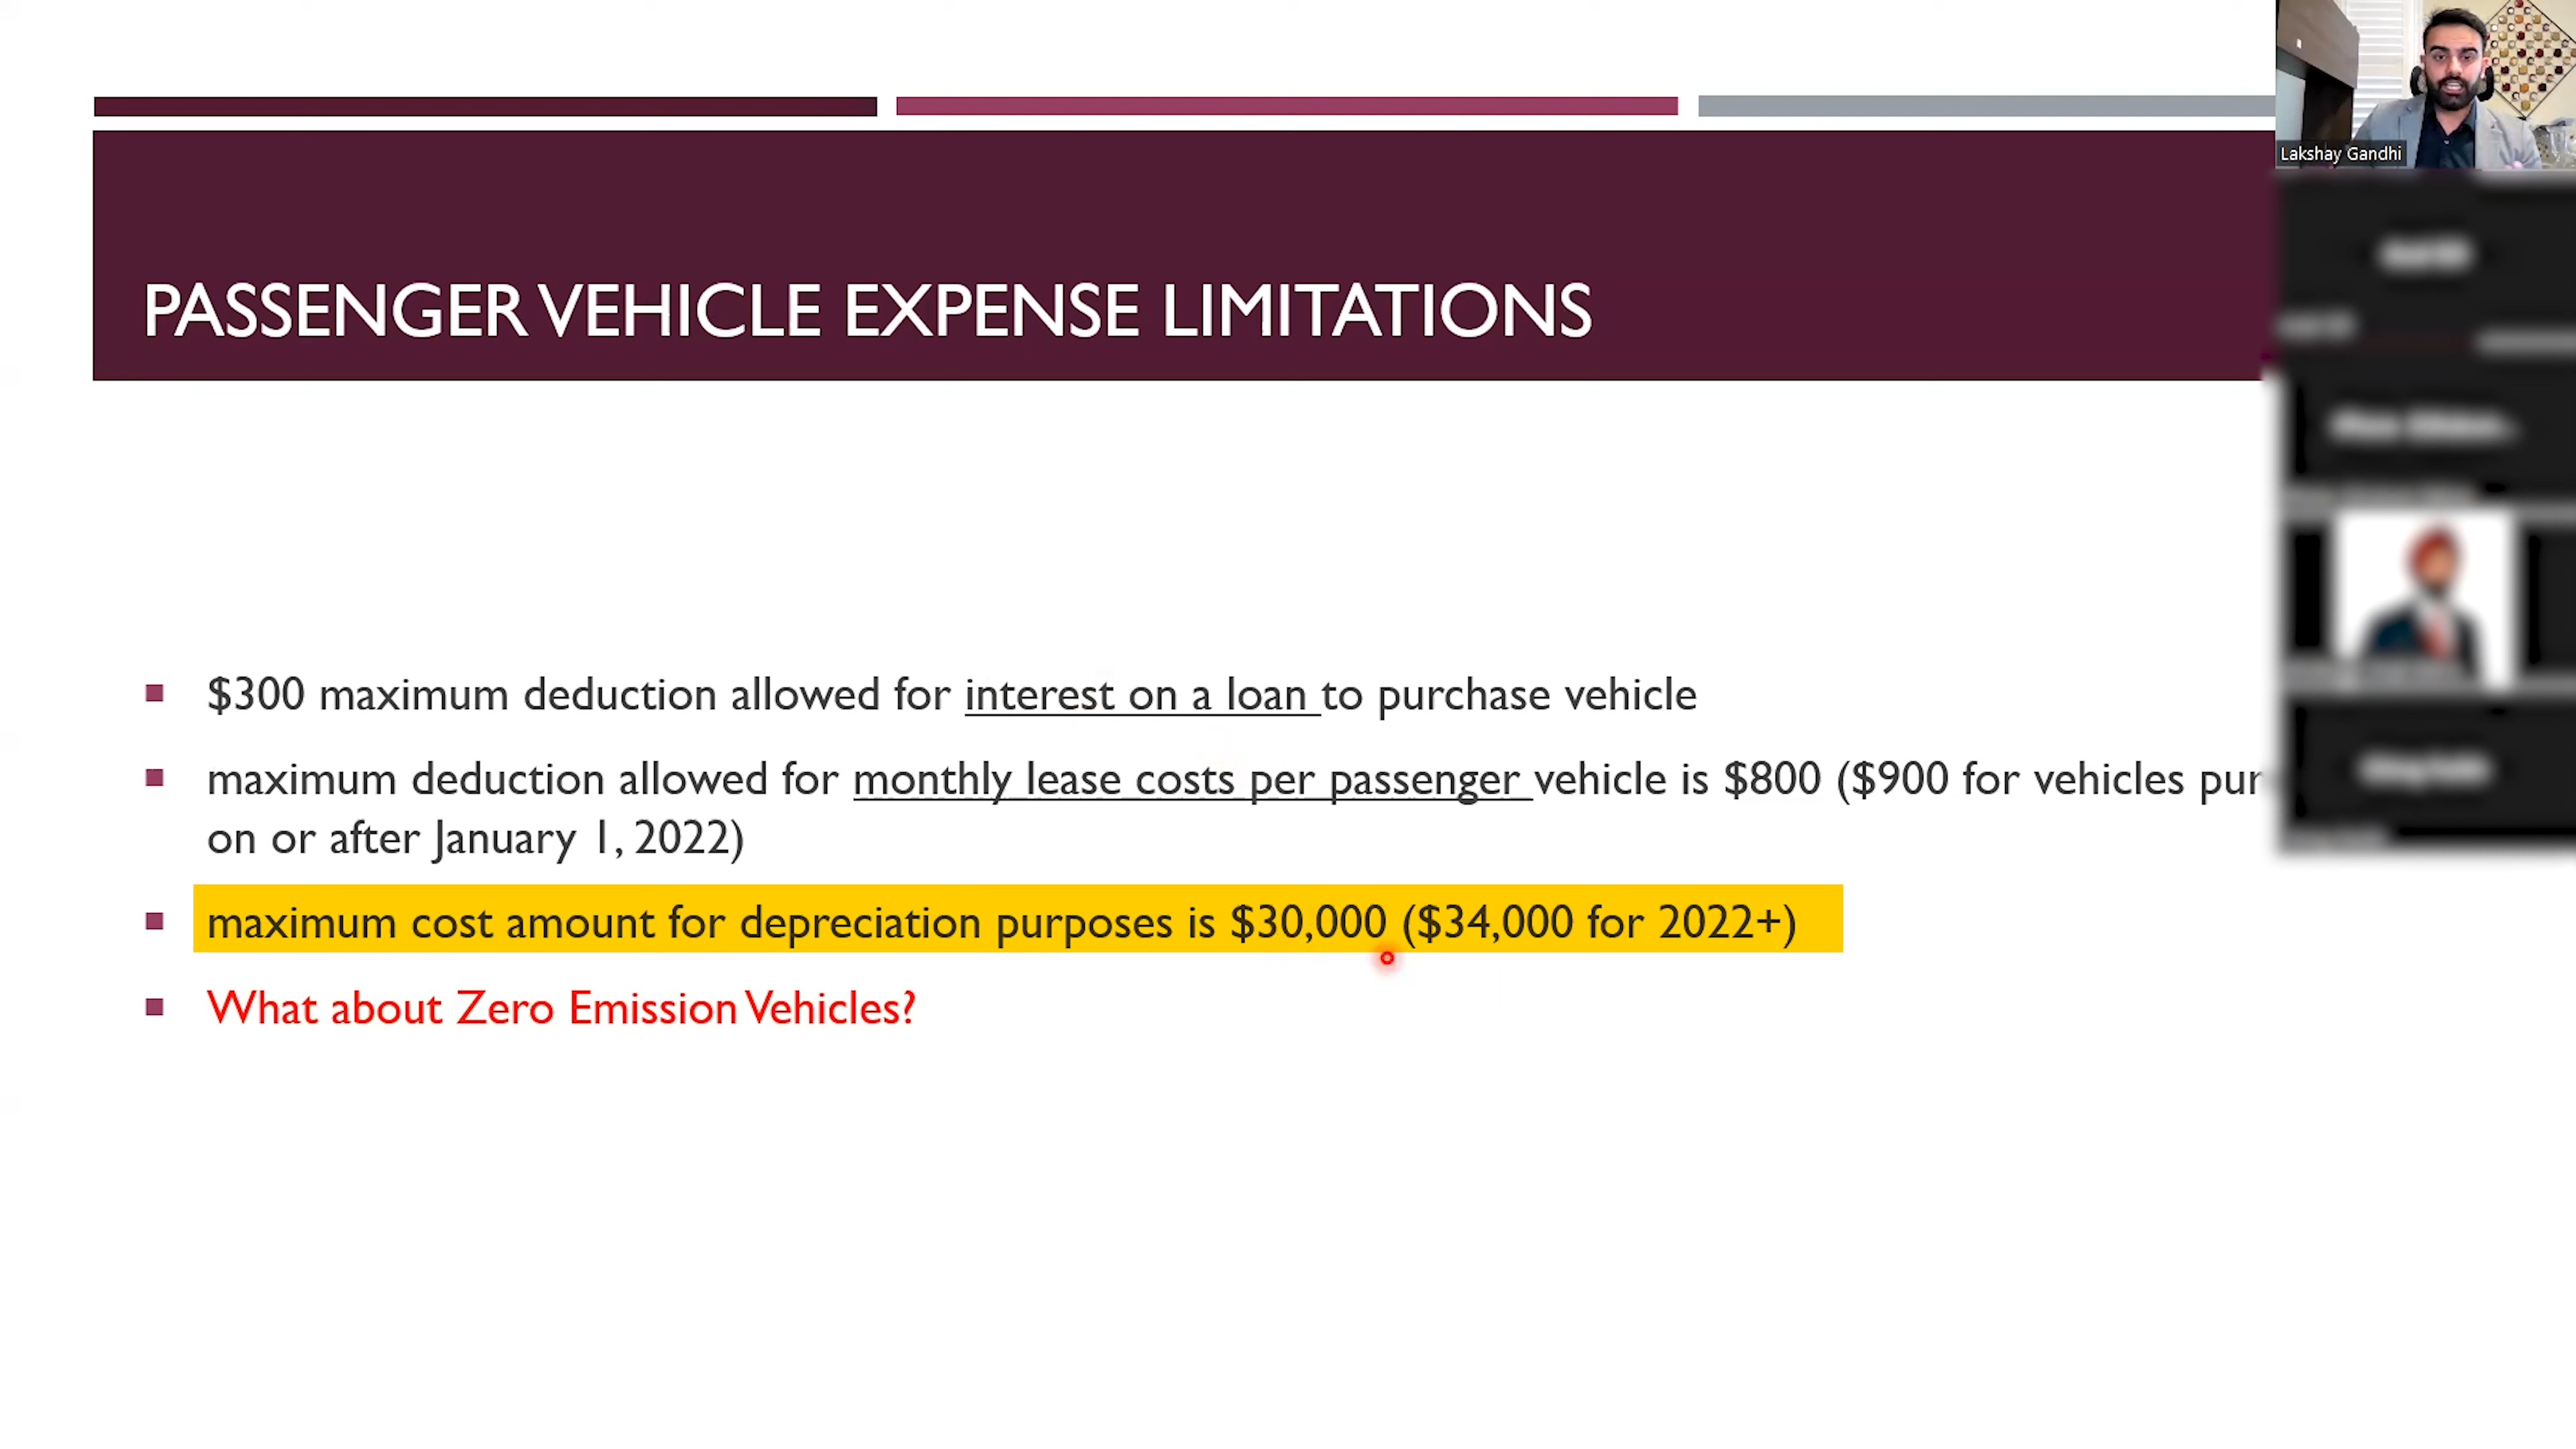 Lakshay Gandhi
PASSENGER VEHICLE EXPENSE LIMITATIONS
$300 maximum deduction allowed for interest on a loan to purchase vehicle
maximum deduction allowed for monthly lease costs per passenger vehicle is $800 ($900 for vehicles
on or after January 1, 2022)
maximum cost amount for depreciation purposes is $30,000 ($34,000 for 2022+)
What about Zero Emission Vehicles?